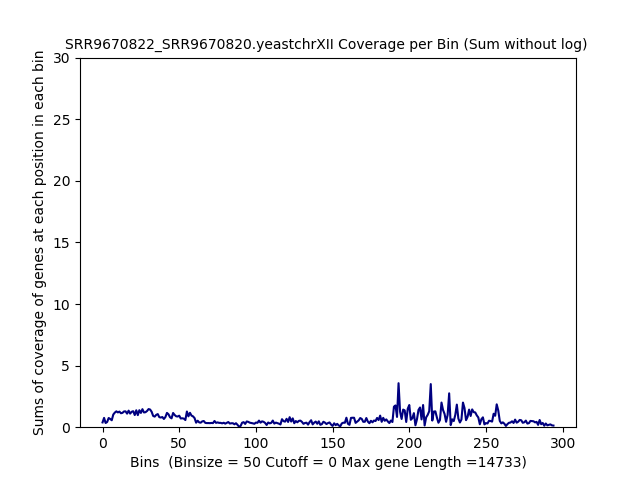 SRR9670822_SRR9670820.yeastchrXII Coverage per Bin (Sum without log)
Sums of coverage of genes at each position in each bin
30
25
20
15
10
5
0
0 50 100 150 200 250 300
Bins  (Binsize = 50 Cutoff = 0 Max gene Length =14733)